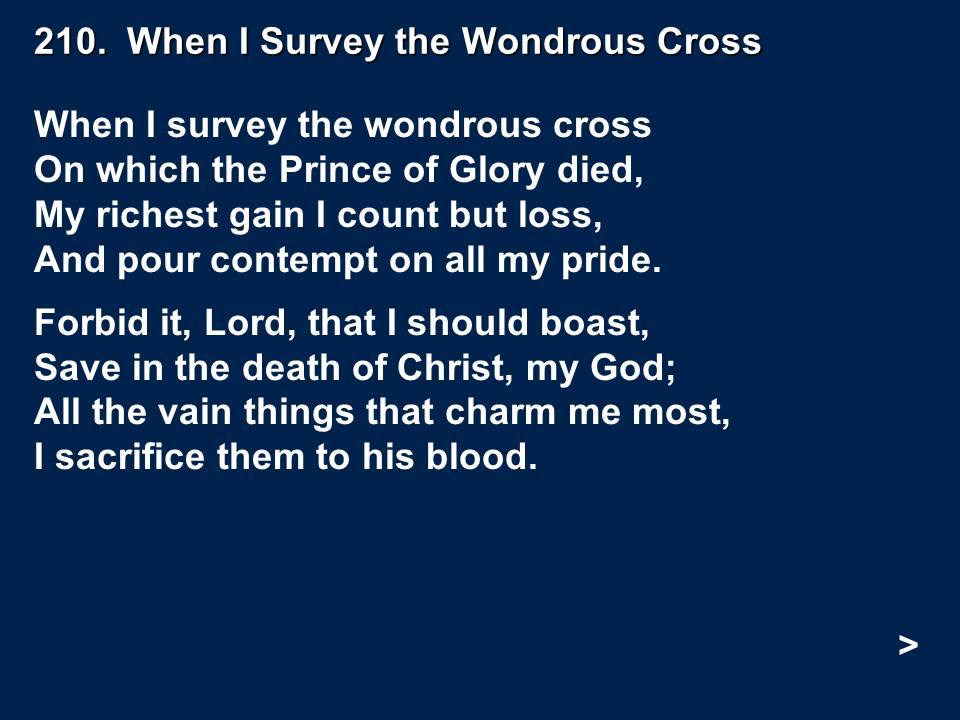 210.  When I Survey the Wondrous Cross
When I survey the wondrous cross
On which the Prince of Glory died,
My richest gain I count but loss,
And pour contempt on all my pride.
Forbid it, Lord, that I should boast,
Save in the death of Christ, my God;
All the vain things that charm me most,
I sacrifice them to his blood.
>